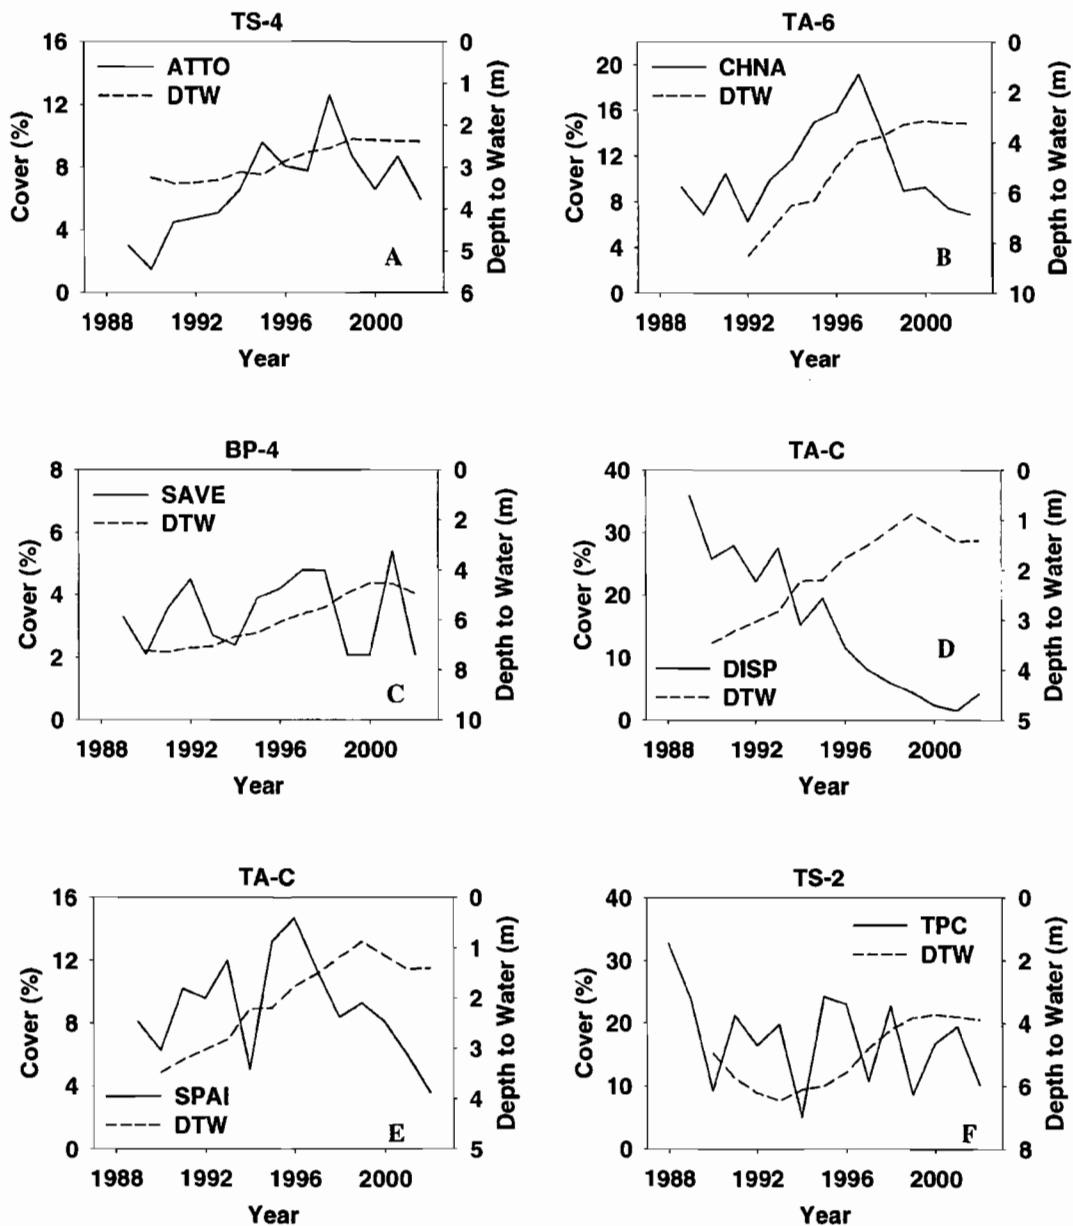 TS-4
16
12
8
4
0
Cover (%)
ATTO
DTW
A
0
1
2
3
4
5
6
Depth to Water (m)
1988 1992 1996 2000
Year
TA-6
20
16
12
8
4
0
Cover (%)
CHNA
DTW
B
0
2
4
6
8
10
Depth to Water (m)
1988 1992 1996 2000
Year
BP-4
8
6
4
2
0
Cover (%)
SAVE
DTW
C
0
2
4
6
8
10
Depth to Water (m)
1988 1992 1996 2000
Year
TA-C
40
30
20
10
0
Cover (%)
DISP
DTW
D
0
1
2
3
4
5
Depth to Water (m)
1988 1992 1996 2000
Year
TA-C
16
12
8
4
0
Cover (%)
SPAI
DTW
E
0
1
2
3
4
5
Depth to Water (m)
1988 1992 1996 2000
Year
TS-2
40
30
20
10
0
Cover (%)
TPC
DTW
F
0
2
4
6
8
Depth to Water (m)
1988 1992 1996 2000
Year